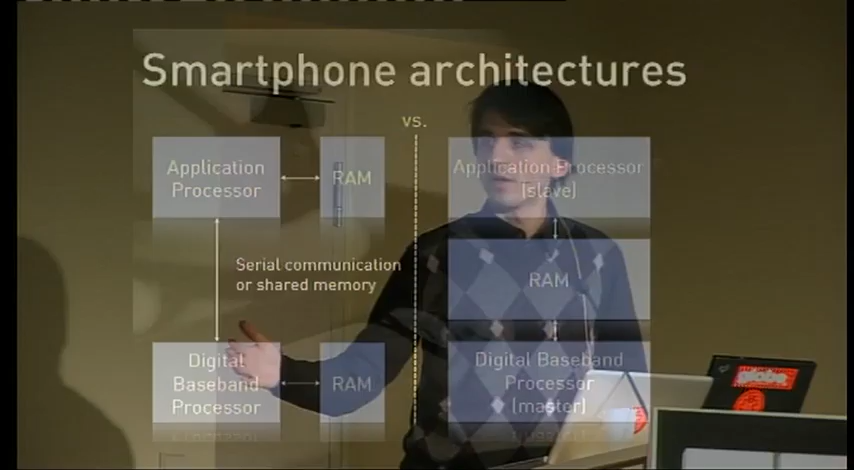 Smartphone architectures
vs.
Application
Processor
RAM
Serial communication
or shared memory
Digital
Baseband
Processor
RAM
Application Processor
(slave)
RAM
Digital Baseband
Processor
(master)